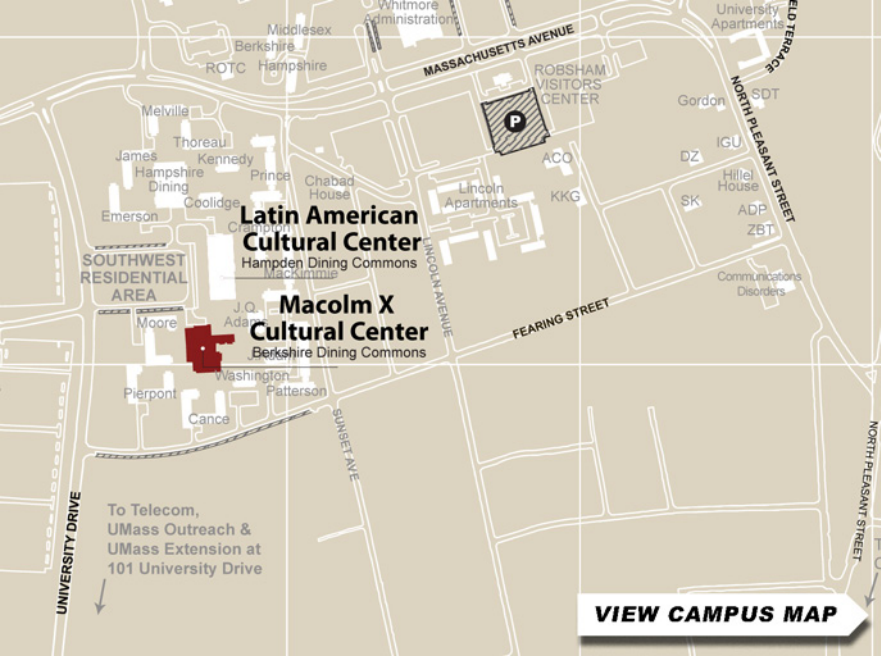 Whitmore
Administration
University
Apartments
Middlesex
Berkshire
ROTC
Hampshire
MASSACHUSETTS AVENUE
ROBSHAM
VISITORS
CENTER
P
TERRACE
NORTH PLEASANT STREET
Gordon
SDT
Melville
Thoreau
James
Kennedy
Hampshire
Dining
Prince
Coolidge
Emerson
Chabad
House
Crampton
Lincoln
Apartments
ACO
KKG
DZ
IGU
Hillel
House
SK
ADP
ZBT
Latin American
Cultural Center
Hampden Dining Commons
MacKimmie
SOUTHWEST
RESIDENTIAL
AREA
LINCOLN AVENUE
Communications
Disorders
Macolm X
Cultural Center
Berkshire Dining Commons
J.Q.
Moore
FEARING STREET
Washington
Patterson
Pierpont
Cance
SUNSET AVE
NORTH PLEASANT STREET
UNIVERSITY DRIVE
To Telecom,
UMass Outreach &
UMass Extension at
101 University Drive
VIEW CAMPUS MAP